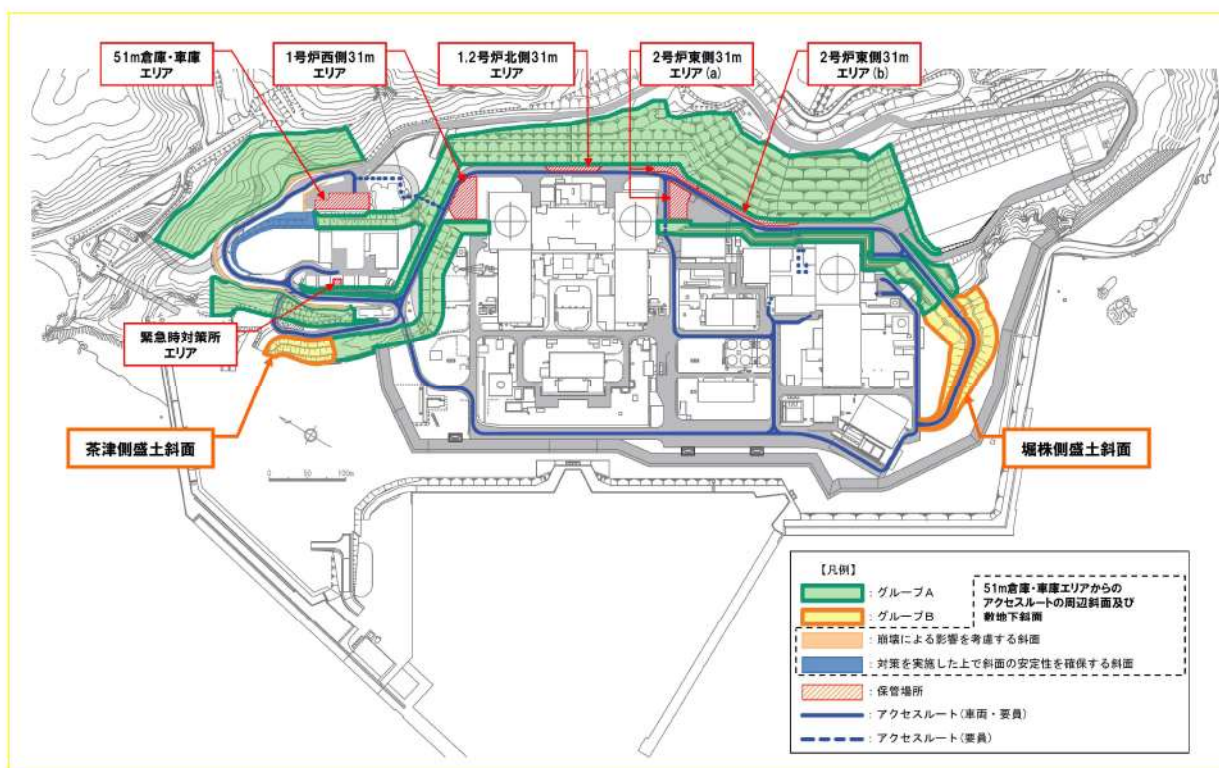 51m倉庫・車庫
エリア
1号炉西側31m
エリア
1,2号炉北側31m
エリア
2号炉東側31m
エリア(a)
2号炉東側31m
エリア(b)
緊急時対策所
エリア
茶津側盛土斜面
堀株側盛土斜面
0 50 100m
【凡例】
:グループA
:グループB
51m倉庫・車庫エリアからの
アクセスルートの周辺斜面及び
敷地下斜面
:崩壊による影響を考慮する斜面
:対策を実施した上で斜面の安定性を確保する斜面
:保管場所
:アクセスルート(車両・要員)
:アクセスルート(要員)